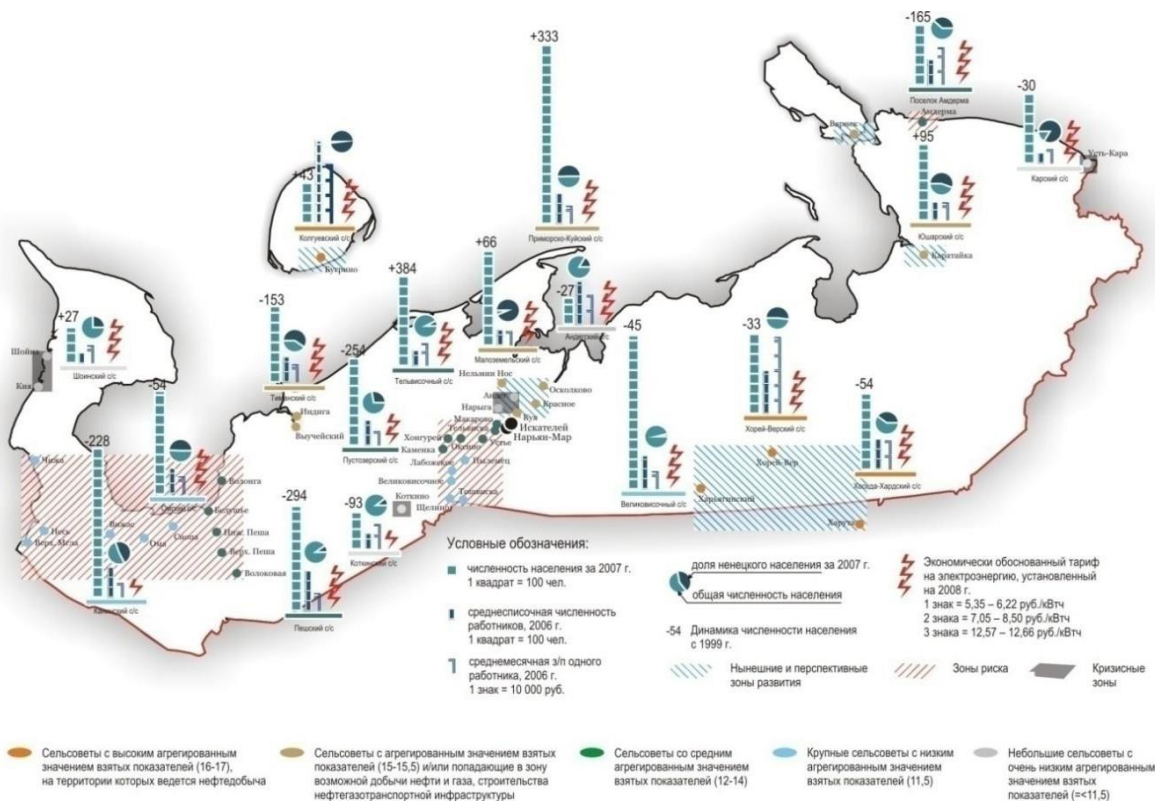 -165
+333
Поселок Амдерма
Амдерма
-30
Варнек
+95
Усть-Кара
Карский с/с
+43
Колгуевский с/с
Приморско-Куйский с/с
Юшарский с/с
+66
Бугрино
Каратайка
+384
-27
-153
+27
-45
-33
Андегский с/с
Шойна
Малоземельский с/с
-254
Шоинский с/с
Тельвисочный с/с
Кия
-54
Тиманский с/с
Нельмин Нос
Осколково
-54
Индига
Красное
Нарыга
Куя
Макарово
Хорей-Верский с/с
Выучейский
Искателей
Тельвиска
Нарьян-Мар
-228
Хонгурей
Устье
Оксино
Каменка
Пустозерский с/с
Чижа
Лабожское
Пылемец
Хорей-Вер
Волонга
Великовисочное
Хоседа-Хардский с/с
Омский с/с
Харьягинский
-294
Тошвиска
Коткино
-93
Великовисочный с/с
Щелино
Белушье
Вижас
Харута
Несь
Снопа
Ниж. Пеша
Верх. Мгла
Ома
Верх. Пеша
Коткинский с/с
Волоковая
Канинский с/с
Пешский с/с
Условные обозначения:
численность населения за 2007 г.
1 квадрат = 100 чел.
среднесписочная численность
работников, 2006 г.
1 квадрат = 100 чел.
среднемесячная з/п одного
работника, 2006 г.
1 знак = 10 000 руб.
доля ненецкого населения за 2007 г.
общая численность населения
-54 Динамика численности населения
с 1999 г.
Экономически обоснованный тариф
на электроэнергию, установленный
на 2008 г.
1 знак = 5,35 – 6,22 руб./кВтч
2 знака = 7,05 – 8,50 руб./кВтч
3 знака = 12,57 – 12,66 руб./кВтч
Нынешние и перспективные
зоны развития
Зоны риска
Кризисные
зоны
Сельсоветы с высоким агрегированным
значением взятых показателей (16-17),
на территории которых ведется нефтедобыча
Сельсоветы с агрегированным значением взятых
показателей (15-15,5) и/или попадающие в зону
возможной добычи нефти и газа, строительства
нефтегазотранспортной инфраструктуры
Сельсоветы со средним
агрегированным значением
взятых показателей (12-14)
Крупные сельсоветы с низким
агрегированным значением
взятых показателей (11,5)
Небольшие сельсоветы с
очень низким агрегированным
значением взятых
показателей (=<11,5)